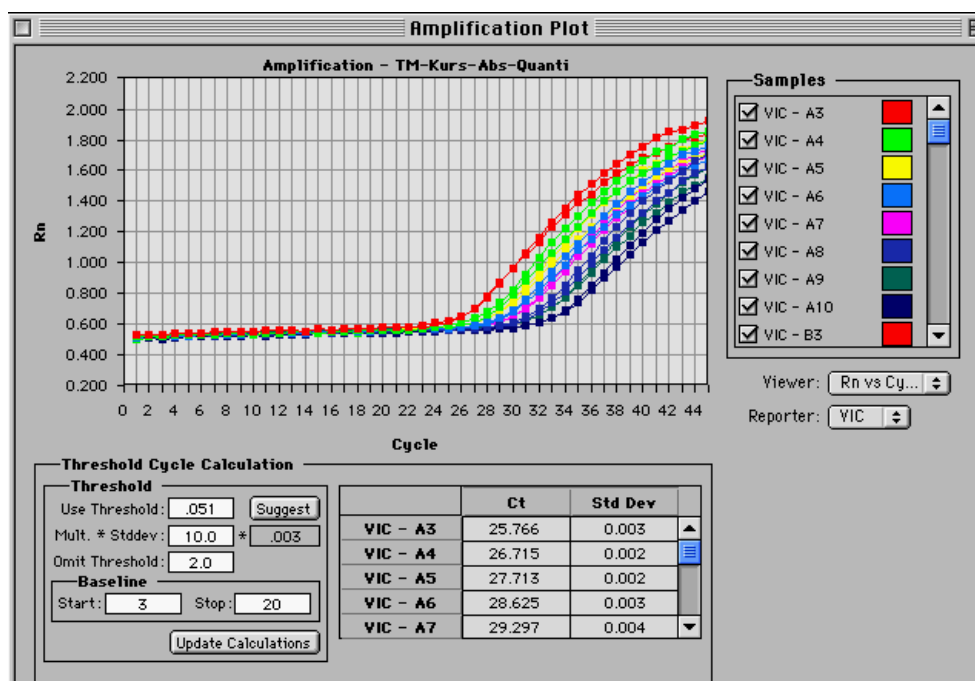 Amplification Plot
Amplification - TM-Kurs-Abs-Quanti
2.200
2.000
1.800
1.600
1.400
1.200
1.000
0.800
0.600
0.400
0.200
Rn
0 2 4 6 8 10 12 14 16 18 20 22 24 26 28 30 32 34 36 38 40 42 44
Cycle
Samples
VIC - A3
VIC - A4
VIC - A5
VIC - A6
VIC - A7
VIC - A8
VIC - A9
VIC - A10
VIC - B3
Viewer: Rn vs Cy...
Reporter: VIC
Threshold Cycle Calculation
Threshold
Use Threshold: .051 Suggest
Mult. * Stddev: 10.0 * .003
Omit Threshold: 2.0
Baseline
Start: 3 Stop: 20
Update Calculations
Ct Std Dev
VIC - A3 25.766 0.003
VIC - A4 26.715 0.002
VIC - A5 27.713 0.002
VIC - A6 28.625 0.003
VIC - A7 29.297 0.004